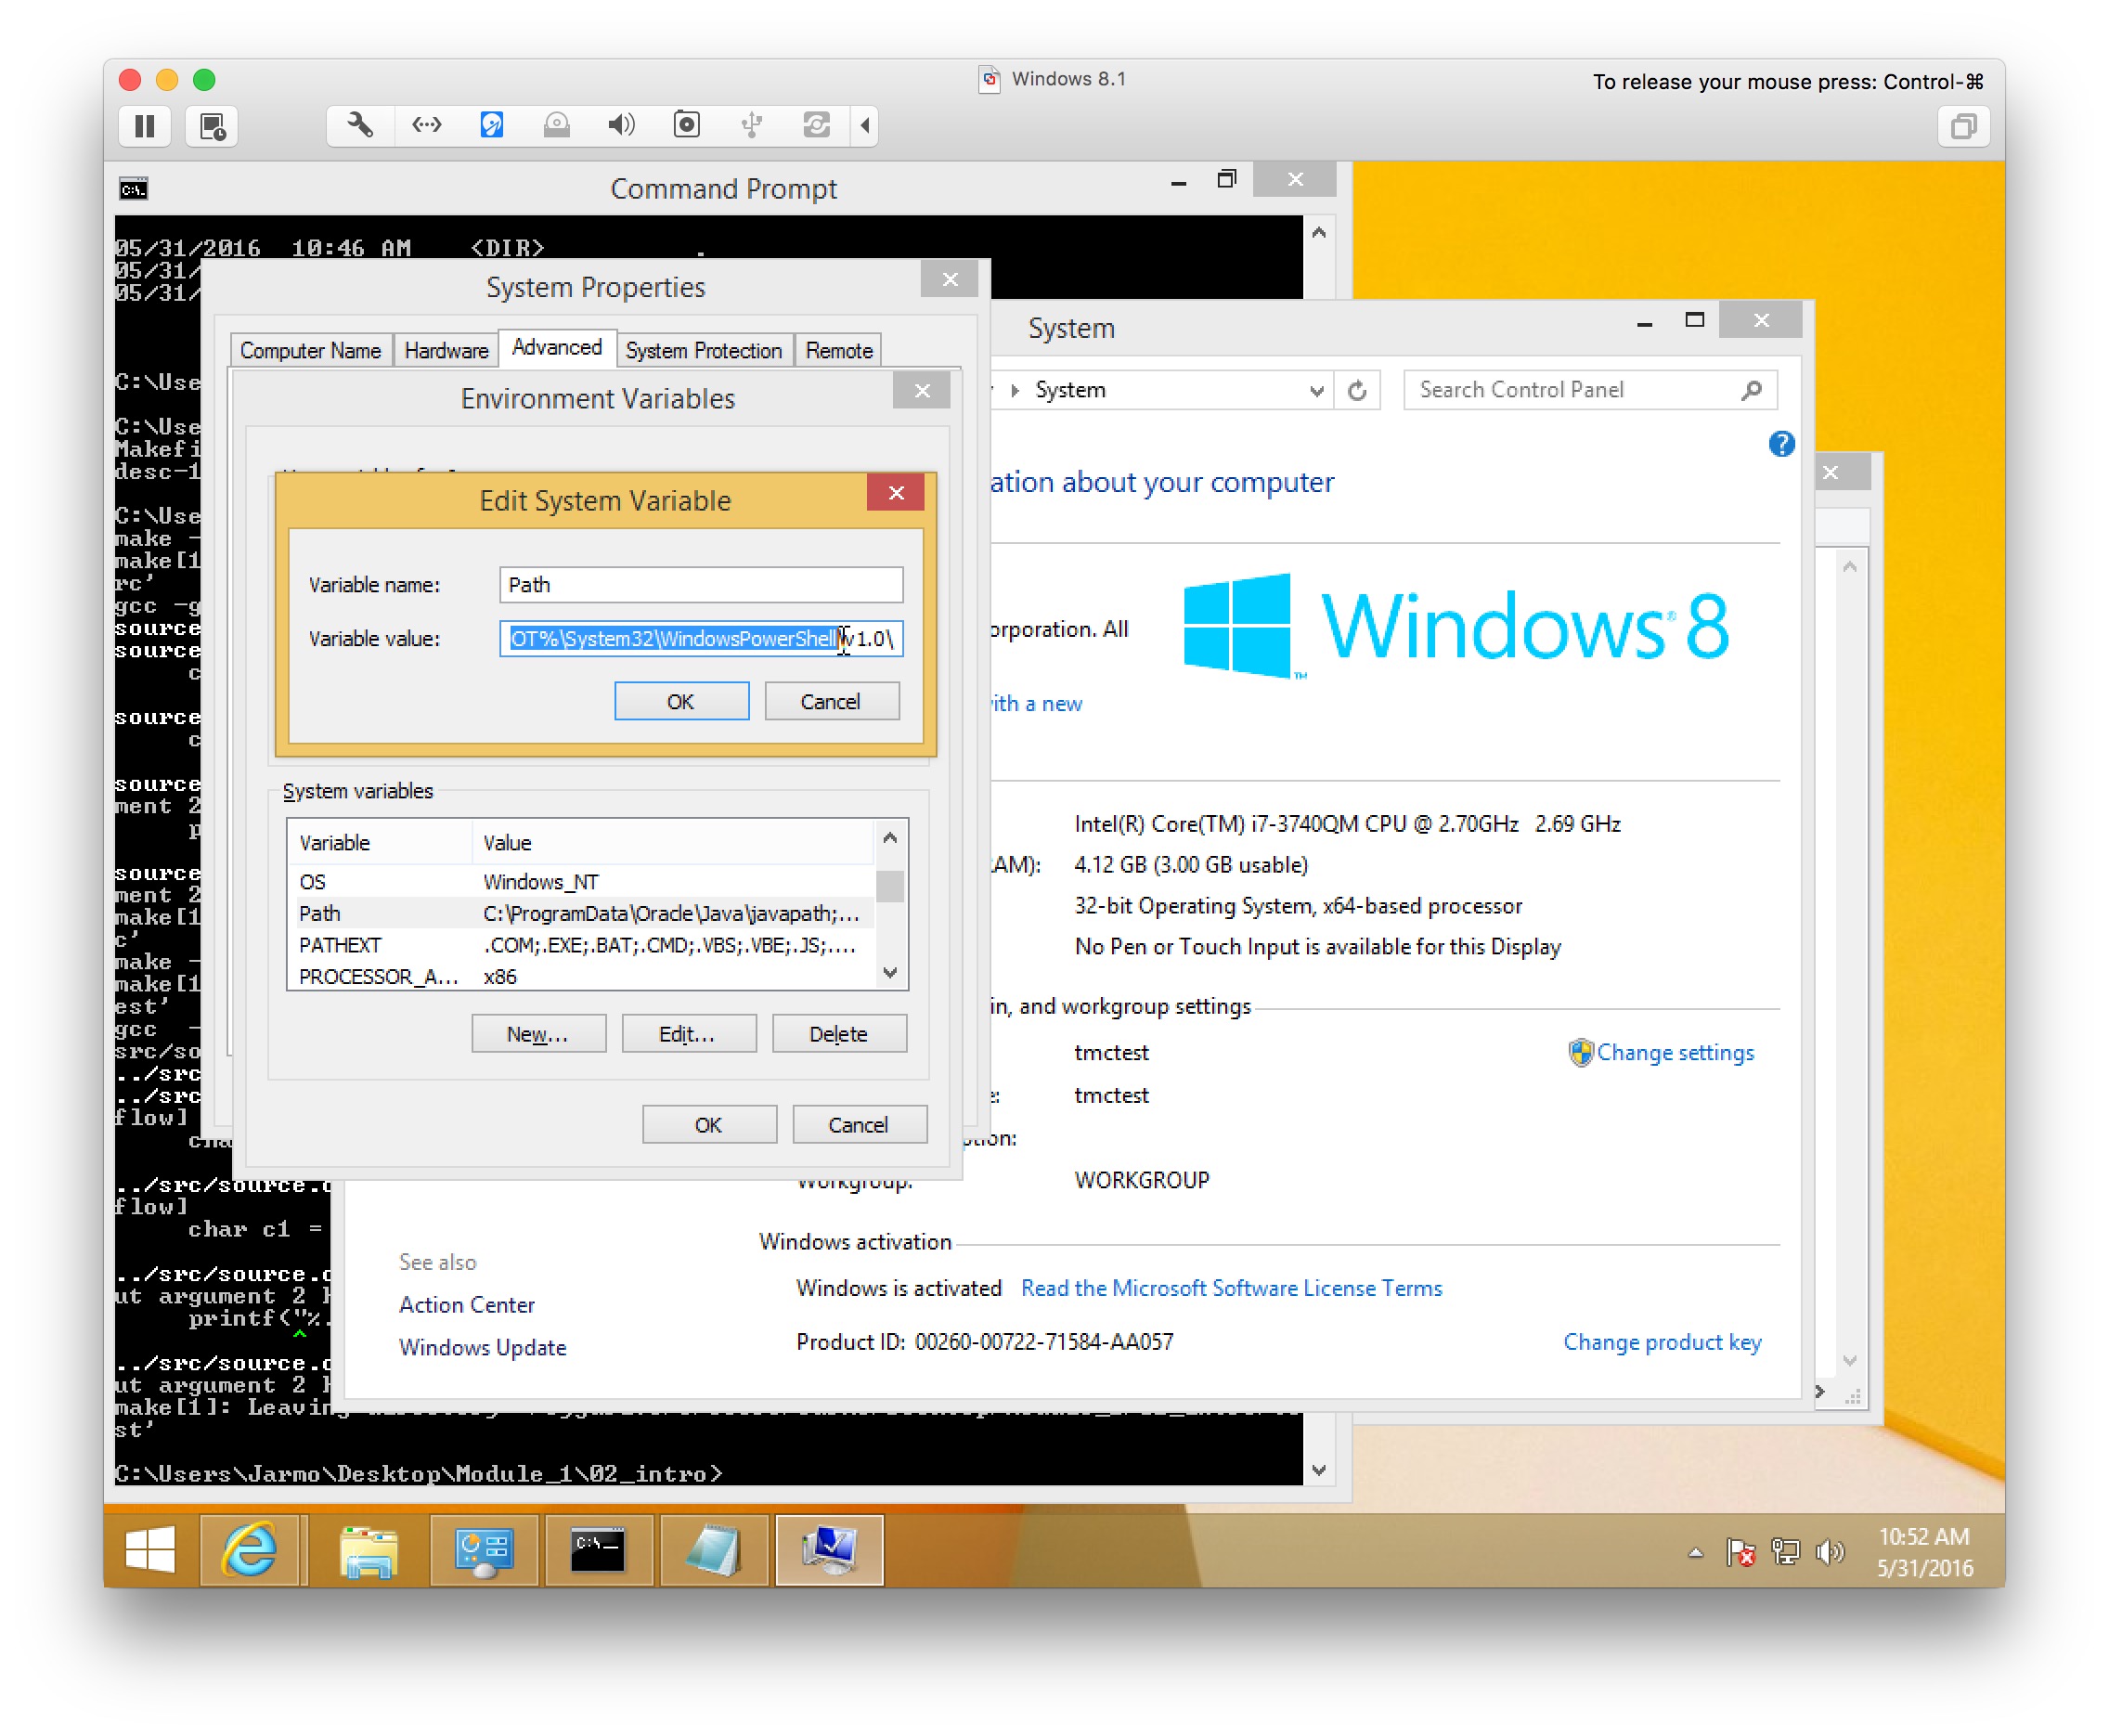 Windows 8.1
To release your mouse press: Control-⌘
Command Prompt
05/31/2016  10:46 AM    <DIR>          .
05/31/
05/31/
C:\Use
C:\Use
Makefi
desc-1
C:\Use
make -
make[1
rc'
gcc -g
source
source
c
source
c
source
ment 2
p
source
ment 2
make[1
c'
make -
make[1
est'
gcc  -
src/so
../src
../src
flow]
../src/source.c
flow]
char c1 =
../src/source.c
ut argument 2 h
printf("%.
../src/source.c
ut argument 2 h
make[1]: Leaving
st'
C:\Users\Jarmo\Desktop\Module_1\02_intro>
System Properties
Computer Name
Hardware
Advanced
System Protection
Remote
Environment Variables
Edit System Variable
Variable name:
Path
Variable value:
OT%\System32\WindowsPowerShell\v1.0\
OK
Cancel
System variables
Variable
Value
OS
Windows_NT
Path
C:\ProgramData\Oracle\Java\javapath;...
PATHEXT
.COM;.EXE;.BAT;.CMD;.VBS;.VBE;.JS;....
PROCESSOR_A...
x86
New...
Edit...
Delete
OK
Cancel
System
System
Search Control Panel
ation about your computer
orporation. All
Windows 8
ith a new
Intel(R) Core(TM) i7-3740QM CPU @ 2.70GHz   2.69 GHz
AM):
4.12 GB (3.00 GB usable)
32-bit Operating System, x64-based processor
No Pen or Touch Input is available for this Display
in, and workgroup settings
tmctest
Change settings
e:
tmctest
ption:
Workgroup:
WORKGROUP
Windows activation
Windows is activated
Read the Microsoft Software License Terms
Product ID: 00260-00722-71584-AA057
Change product key
See also
Action Center
Windows Update
10:52 AM
5/31/2016